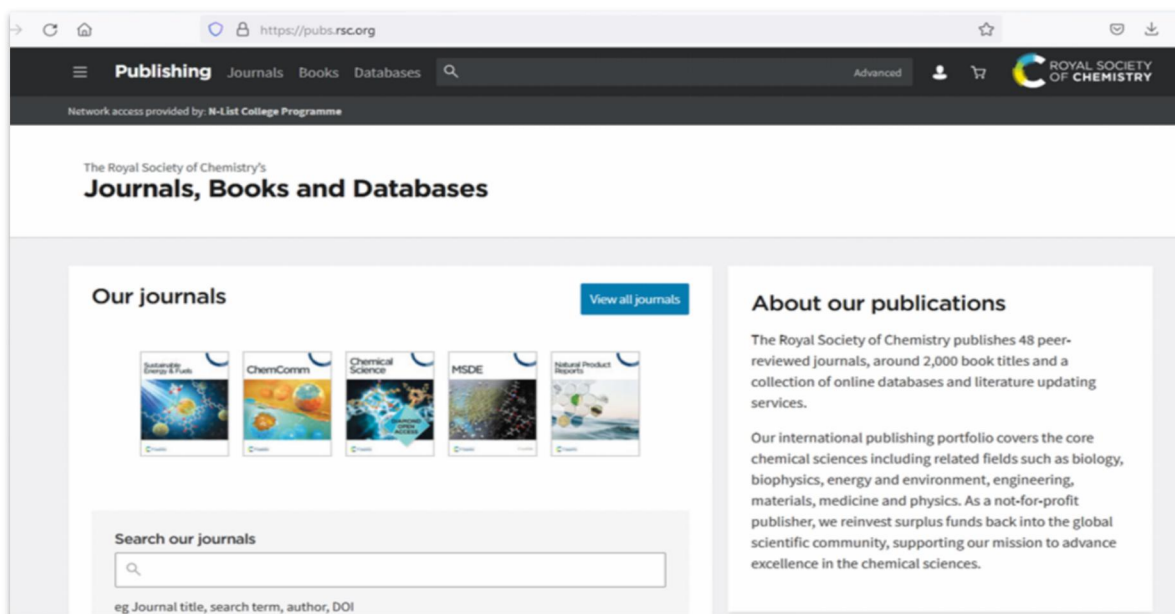 https://pubs.rsc.org
Publishing Journals Books Databases Advanced
ROYAL SOCIETY
OF CHEMISTRY
Network access provided by: N-List College Programme
The Royal Society of Chemistry's
Journals, Books and Databases
Our journals
View all journals
Sustainable
Energy & Fuels
ChemComm
Chemical
Science
DIAMOND
OPEN
ACCESS
MSDE
Natural Product
Reports
Search our journals
eg Journal title, search term, author, DOI
About our publications
The Royal Society of Chemistry publishes 48 peer-
reviewed journals, around 2,000 book titles and a
collection of online databases and literature updating
services.
Our international publishing portfolio covers the core
chemical sciences including related fields such as biology,
biophysics, energy and environment, engineering,
materials, medicine and physics. As a not-for-profit
publisher, we reinvest surplus funds back into the global
scientific community, supporting our mission to advance
excellence in the chemical sciences.